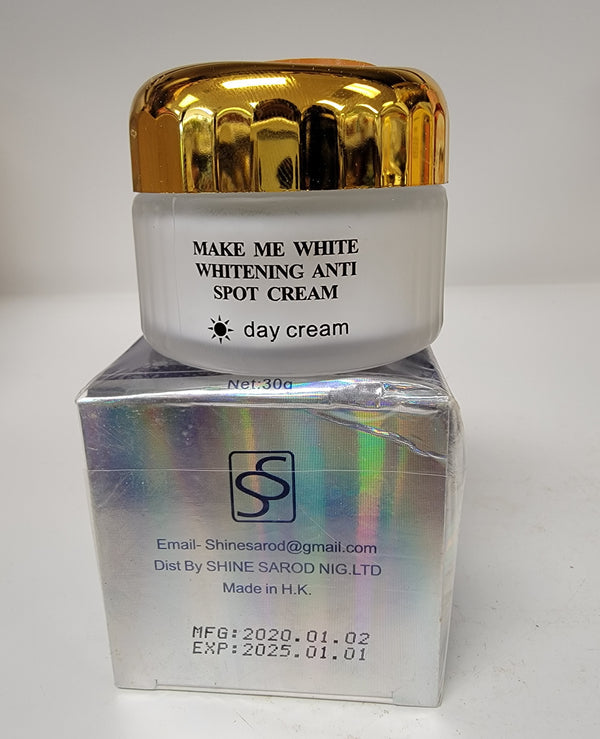 MAKE ME WHITE
WHITENING ANTI
SPOT CREAM
day cream
Net:30g
SS
Email- Shinesarod@gmail.com
Dist By SHINE SAROD NIG.LTD
Made in H.K.
MFG:2020.01.02
EXP:2025.01.01